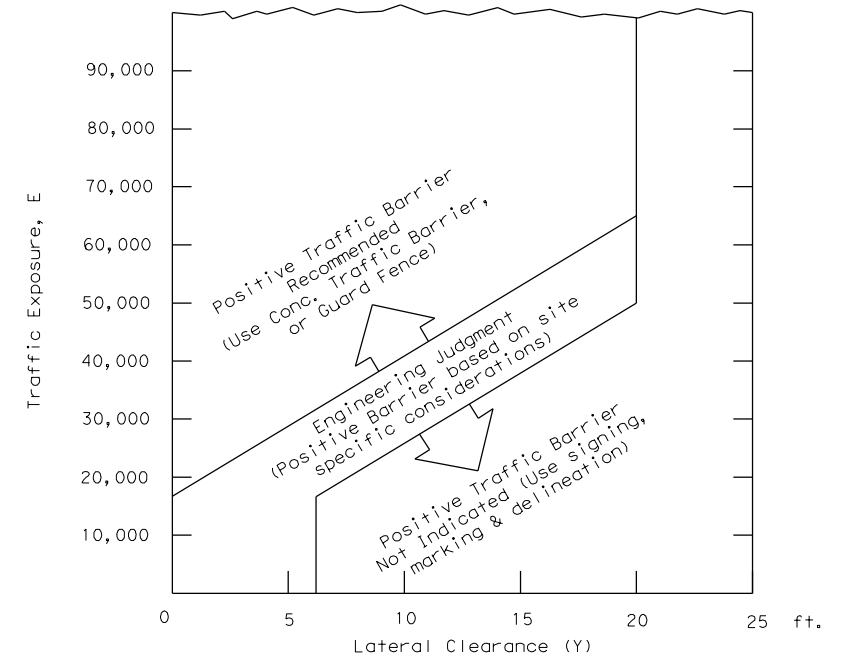 90,000
80,000
70,000
60,000
50,000
40,000
30,000
20,000
10,000
Traffic Exposure, E
Positive Traffic Barrier
Recommended
(Use Conc. Traffic Barrier,
or Guard Fence)
Engineering Judgment
(Positive Barrier based on site
specific considerations)
Positive Traffic Barrier
Not Indicated (Use signing,
marking & delineation)
0 5 10 15 20 25 ft.
Lateral Clearance (Y)